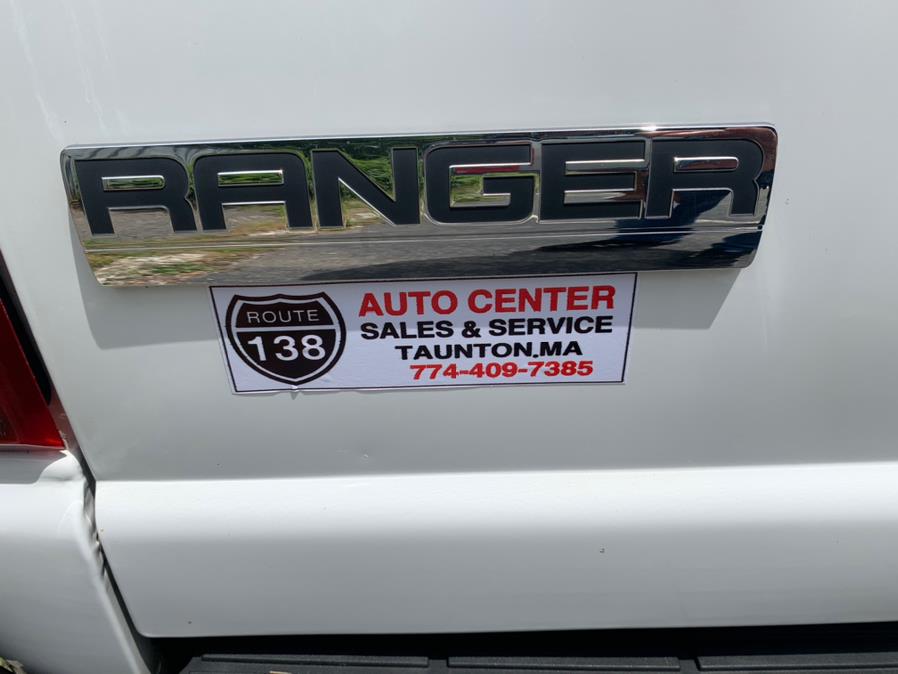 RANGER
ROUTE
138
AUTO CENTER
SALES & SERVICE
TAUNTON,MA
774-409-7385